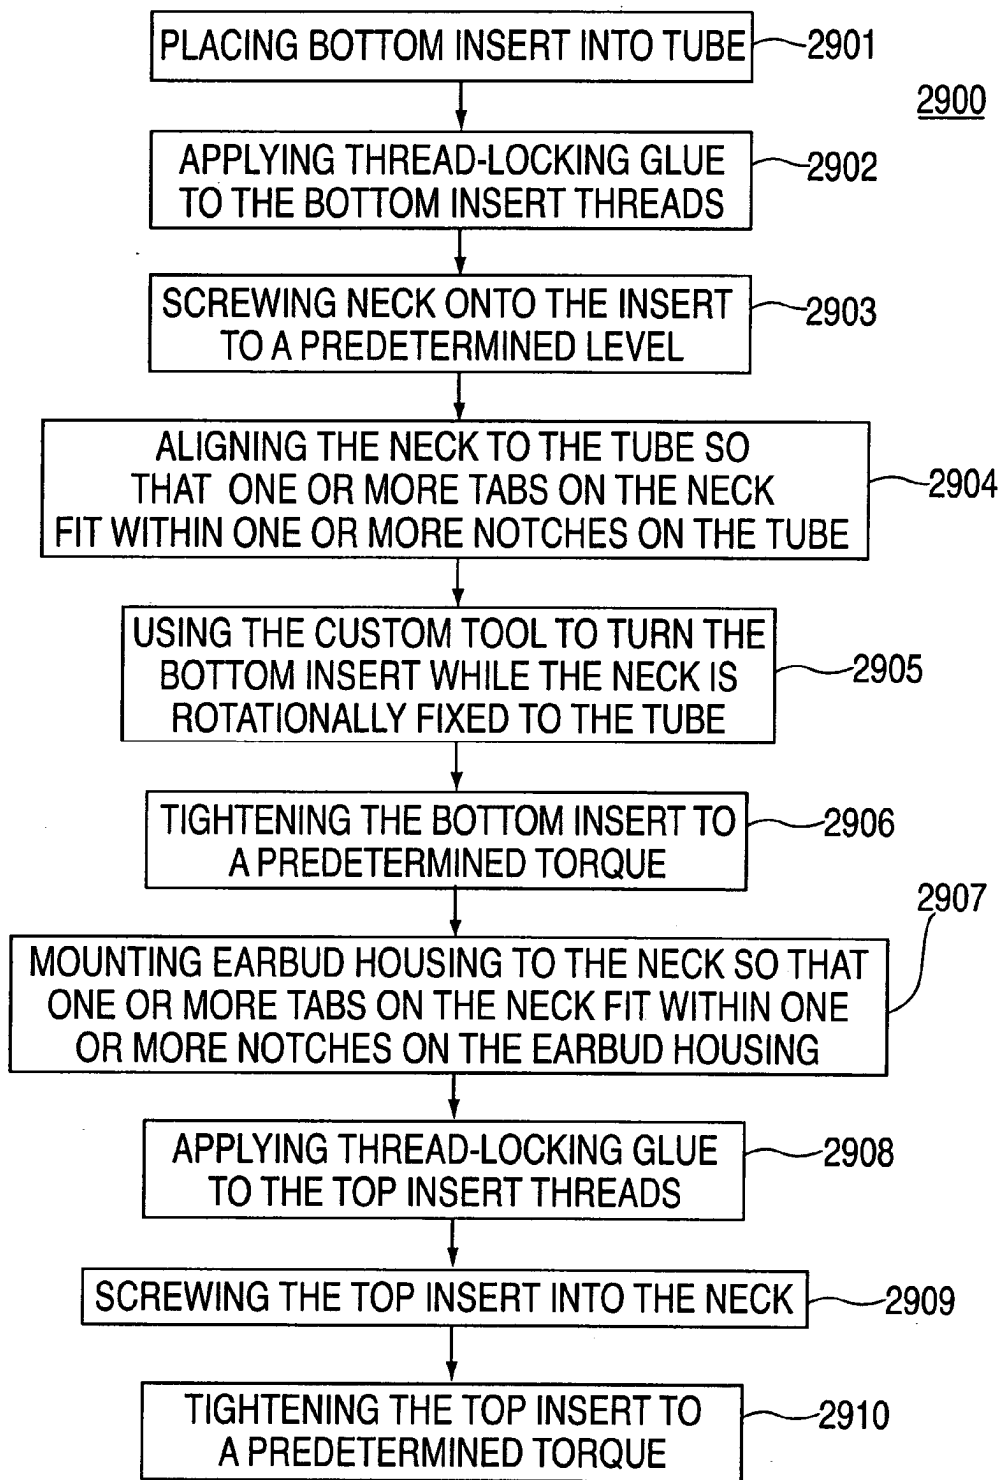 PLACING BOTTOM INSERT INTO TUBE
2901
2900
APPLYING THREAD-LOCKING GLUE
TO THE BOTTOM INSERT THREADS
2902
SCREWING NECK ONTO THE INSERT
TO A PREDETERMINED LEVEL
2903
ALIGNING THE NECK TO THE TUBE SO
THAT ONE OR MORE TABS ON THE NECK
FIT WITHIN ONE OR MORE NOTCHES ON THE TUBE
2904
USING THE CUSTOM TOOL TO TURN THE
BOTTOM INSERT WHILE THE NECK IS
ROTATIONALLY FIXED TO THE TUBE
2905
TIGHTENING THE BOTTOM INSERT TO
A PREDETERMINED TORQUE
2906
MOUNTING EARBUD HOUSING TO THE NECK SO THAT
ONE OR MORE TABS ON THE NECK FIT WITHIN ONE
OR MORE NOTCHES ON THE EARBUD HOUSING
2907
APPLYING THREAD-LOCKING GLUE
TO THE TOP INSERT THREADS
2908
SCREWING THE TOP INSERT INTO THE NECK
2909
TIGHTENING THE TOP INSERT TO
A PREDETERMINED TORQUE
2910